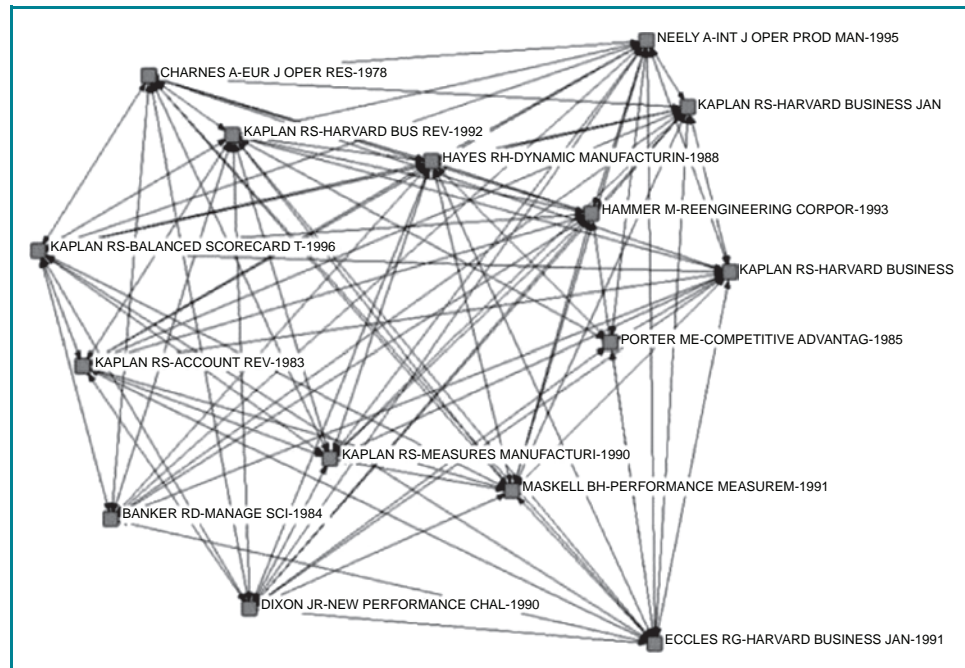 NEELY A-INT J OPER PROD MAN-1995
CHARNES A-EUR J OPER RES-1978
KAPLAN RS-HARVARD BUSINESS JAN
KAPLAN RS-HARVARD BUS REV-1992
HAYES RH-DYNAMIC MANUFACTURIN-1988
HAMMER M-REENGINEERING CORPOR-1993
KAPLAN RS-BALANCED SCORECARD T-1996
KAPLAN RS-HARVARD BUSINESS
PORTER ME-COMPETITIVE ADVANTAG-1985
KAPLAN RS-ACCOUNT REV-1983
KAPLAN RS-MEASURES MANUFACTURI-1990
MASKELL BH-PERFORMANCE MEASUREM-1991
BANKER RD-MANAGE SCI-1984
DIXON JR-NEW PERFORMANCE CHAL-1990
ECCLES RG-HARVARD BUSINESS JAN-1991